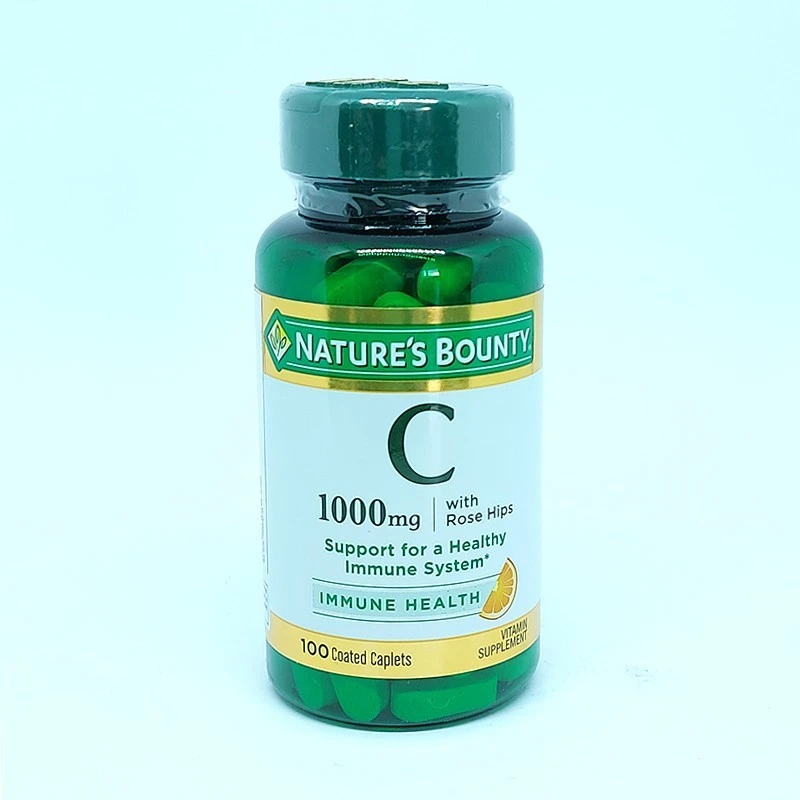 NATURE'S BOUNTY®
C
1000mg
with
Rose Hips
Support for a Healthy
Immune System*
IMMUNE HEALTH
100 Coated Caplets
VITAMIN
SUPPLEMENT